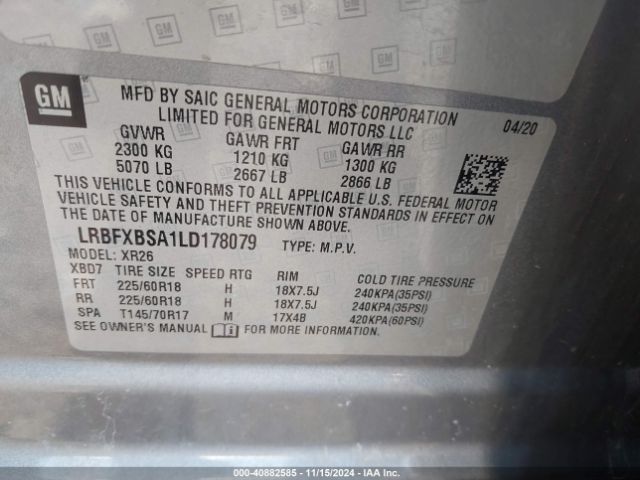 GM
MFD BY SAIC GENERAL MOTORS CORPORATION
LIMITED FOR GENERAL MOTORS LLC
04/20
GVWR GAWR FRT GAWR RR
2300 KG 1210 KG 1300 KG
5070 LB 2667 LB 2866 LB
THIS VEHICLE CONFORMS TO ALL APPLICABLE U.S. FEDERAL MOTOR
VEHICLE SAFETY AND THEFT PREVENTION STANDARDS IN EFFECT ON
THE DATE OF MANUFACTURE SHOWN ABOVE.
LRBFXBSA1LD178079 TYPE: M.P.V.
MODEL: XR26
XBD7 TIRE SIZE SPEED RTG RIM COLD TIRE PRESSURE
FRT 225/60R18 H 18X7.5J 240KPA(35PSI)
RR 225/60R18 H 18X7.5J 240KPA(35PSI)
SPA T145/70R17 M 17X4B 420KPA(60PSI)
SEE OWNER'S MANUAL FOR MORE INFORMATION.
000-40882585 - 11/15/2024 - IAA Inc.